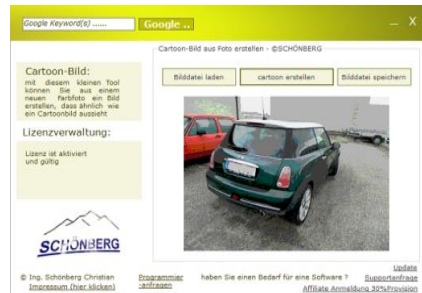 Google Keyword(s) ......
Google ..
_ X
Cartoon-Bild aus Foto erstellen - ©SCHÖNBERG
Cartoon-Bild:
mit diesem kleinen Tool
können Sie aus einem
neuen Farbfoto ein Bild
erstellen, dass ähnlich wie
ein Cartoonbild aussieht
Bilddatei laden
cartoon erstellen
Bilddatei speichern
Lizenzverwaltung:
Lizenz ist aktiviert
und gültig
SCHÖNBERG
© Ing. Schönberg Christian
Impressum (hier klicken)
Programmier
-anfragen
haben Sie einen Bedarf für eine Software ?
Update
Supportanfrage
Affiliate Anmeldung 30%Provision